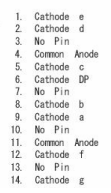 1. Cathode e
2. Cathode d
3. No Pin
4. Common Anode
5. Cathode c
6. Cathode DP
7. No Pin
8. Cathode b
9. Cathode a
10. No Pin
11. Common Anode
12. Cathode f
13. No Pin
14. Cathode g